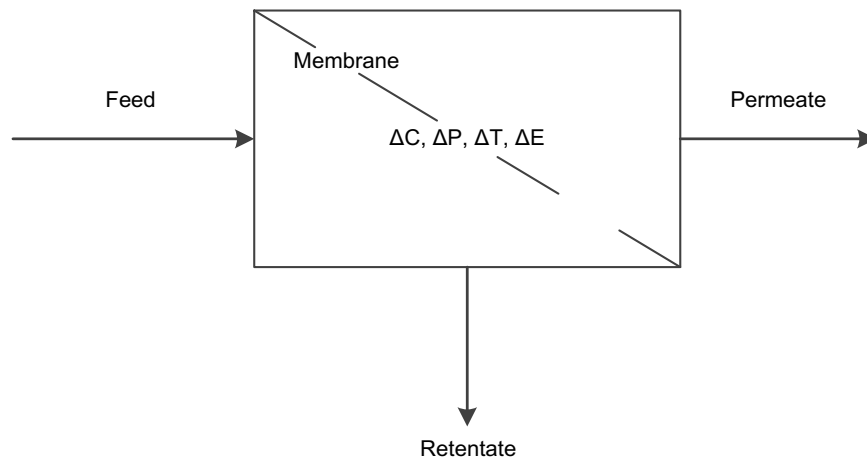 Membrane
Feed
Permeate
ΔC, ΔP, ΔT, ΔE
Retentate